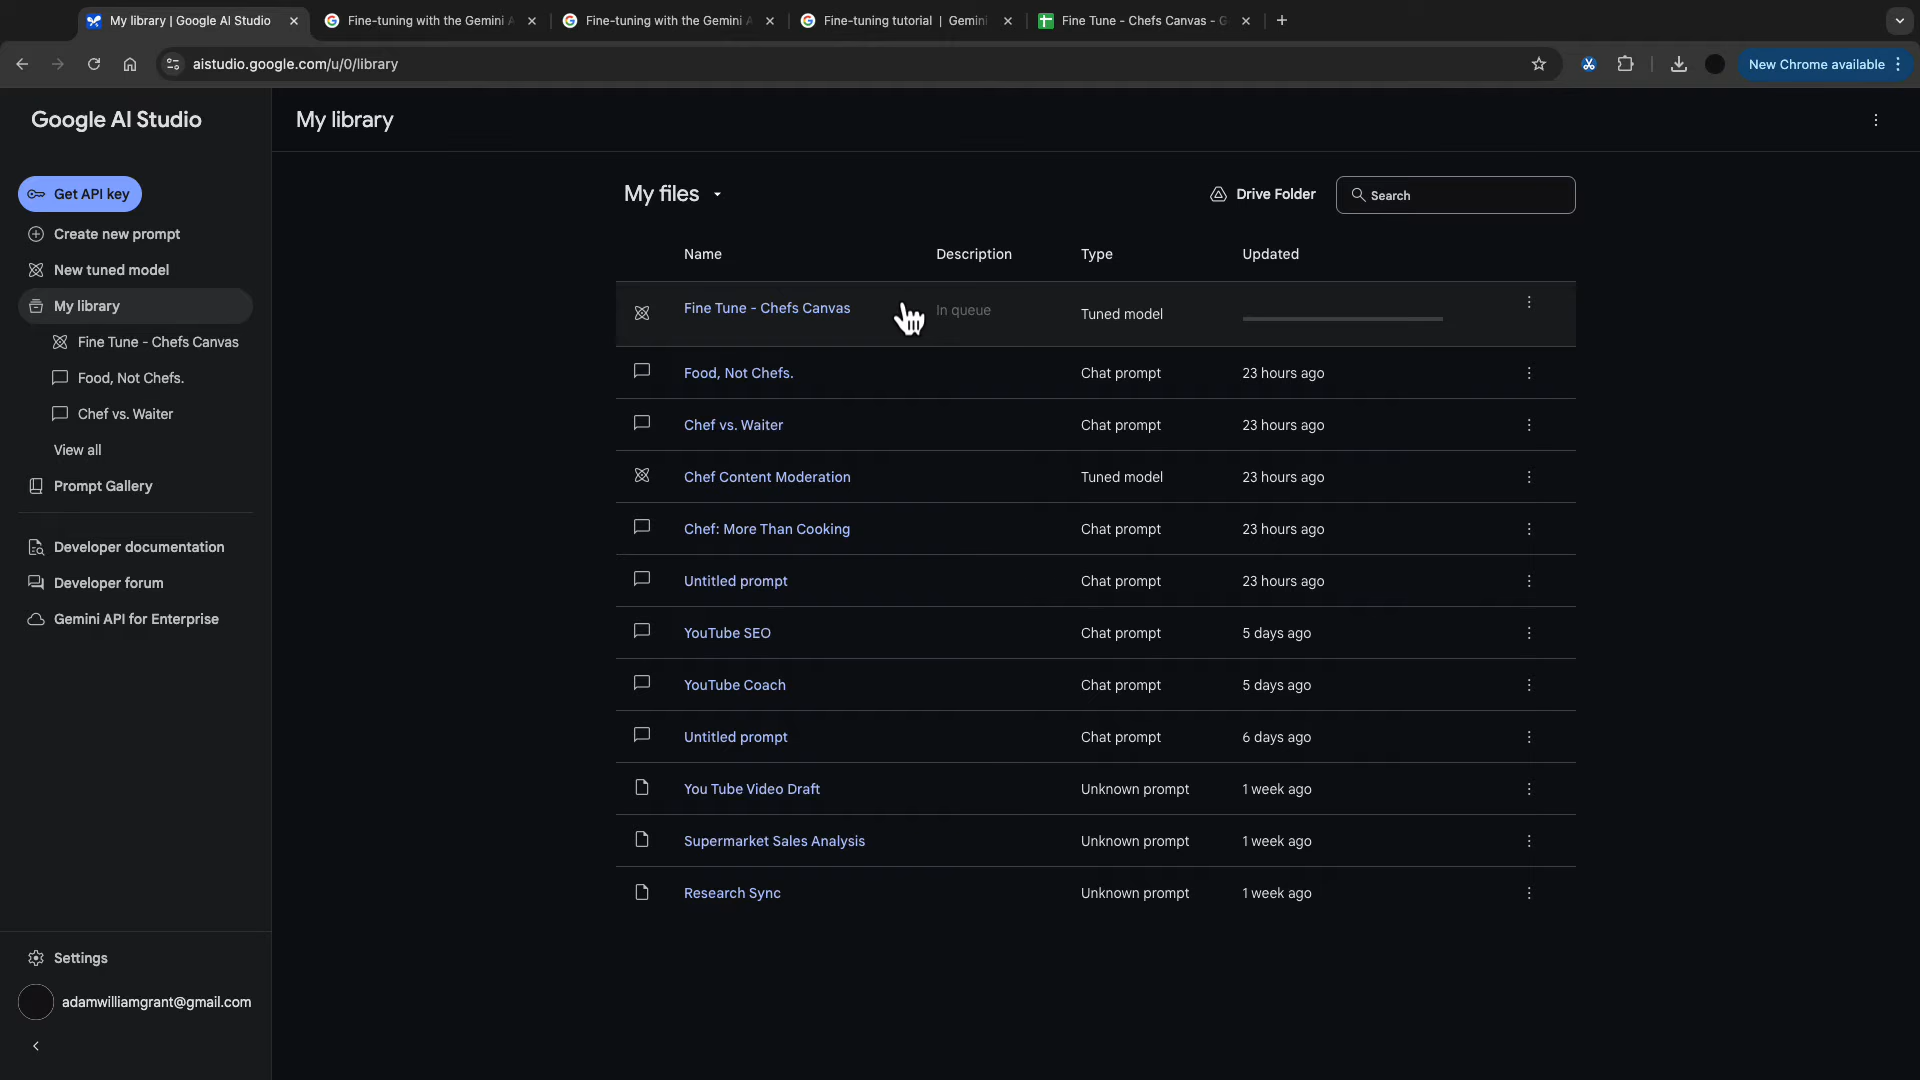 My library | Google AI Studio
Fine-tuning with the Gemini A
Fine-tuning with the Gemini A
Fine-tuning tutorial | Gemini
Fine Tune - Chefs Canvas - G
aistudio.google.com/u/0/library
New Chrome available
Google AI Studio
My library
Get API key
Create new prompt
New tuned model
My library
Fine Tune - Chefs Canvas
Food, Not Chefs.
Chef vs. Waiter
View all
Prompt Gallery
Developer documentation
Developer forum
Gemini API for Enterprise
Settings
adamwilliamgrant@gmail.com
My files
Drive Folder
Search
Name Description Type Updated
Fine Tune - Chefs Canvas In queue Tuned model
Food, Not Chefs. Chat prompt 23 hours ago
Chef vs. Waiter Chat prompt 23 hours ago
Chef Content Moderation Tuned model 23 hours ago
Chef: More Than Cooking Chat prompt 23 hours ago
Untitled prompt Chat prompt 23 hours ago
YouTube SEO Chat prompt 5 days ago
YouTube Coach Chat prompt 5 days ago
Untitled prompt Chat prompt 6 days ago
You Tube Video Draft Unknown prompt 1 week ago
Supermarket Sales Analysis Unknown prompt 1 week ago
Research Sync Unknown prompt 1 week ago